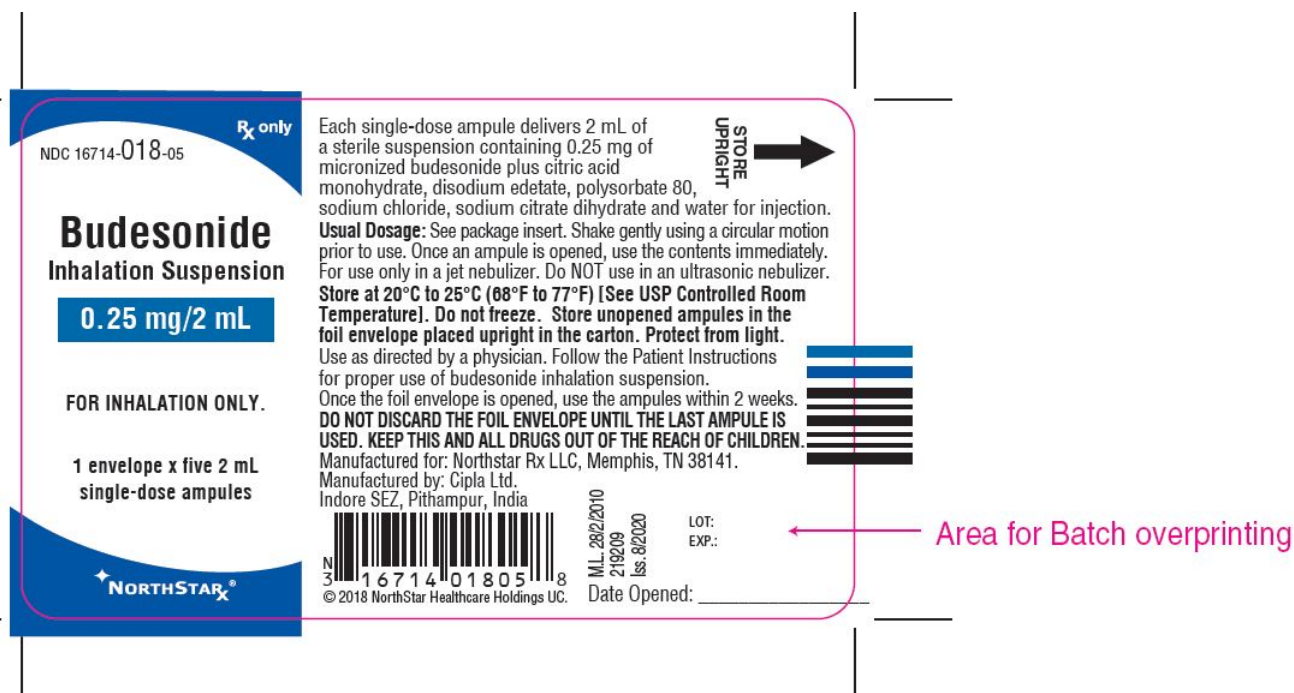 Rx only
NDC 16714-018-05
Budesonide
Inhalation Suspension
0.25 mg/2 mL
FOR INHALATION ONLY.
1 envelope x five 2 mL
single-dose ampules
NORTHSTARx®
Each single-dose ampule delivers 2 mL of
a sterile suspension containing 0.25 mg of
micronized budesonide plus citric acid
monohydrate, disodium edetate, polysorbate 80,
sodium chloride, sodium citrate dihydrate and water for injection.
Usual Dosage: See package insert. Shake gently using a circular motion
prior to use. Once an ampule is opened, use the contents immediately.
For use only in a jet nebulizer. Do NOT use in an ultrasonic nebulizer.
Store at 20°C to 25°C (68°F to 77°F) [See USP Controlled Room
Temperature]. Do not freeze. Store unopened ampules in the
foil envelope placed upright in the carton. Protect from light.
Use as directed by a physician. Follow the Patient Instructions
for proper use of budesonide inhalation suspension.
Once the foil envelope is opened, use the ampules within 2 weeks.
DO NOT DISCARD THE FOIL ENVELOPE UNTIL THE LAST AMPULE IS
USED. KEEP THIS AND ALL DRUGS OUT OF THE REACH OF CHILDREN.
Manufactured for: Northstar Rx LLC, Memphis, TN 38141.
Manufactured by: Cipla Ltd.
Indore SEZ, Pithampur, India
N
3 16714 01805 8
© 2018 NorthStar Healthcare Holdings UC.
STORE
UPRIGHT
M.L. 28/2/2010
219209
Iss. 8/2020
LOT:
EXP.:
Date Opened: ________________
Area for Batch overprinting